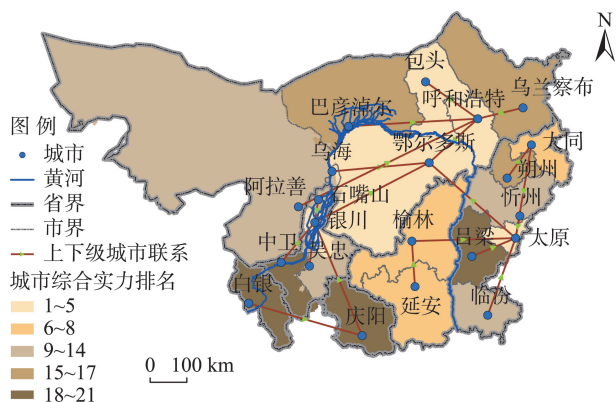 N
包头
乌兰察布
呼和浩特
巴彦淖尔
图例
城市
黄河
省界
市界
上下级城市联系
城市综合实力排名
1~5
6~8
9~14
15~17
18~21
鄂尔多斯
大同
朔州
忻州
乌海
阿拉善
石嘴山
银川
榆林
吕梁
太原
中卫
吴忠
白银
延安
临汾
庆阳
0 100 km